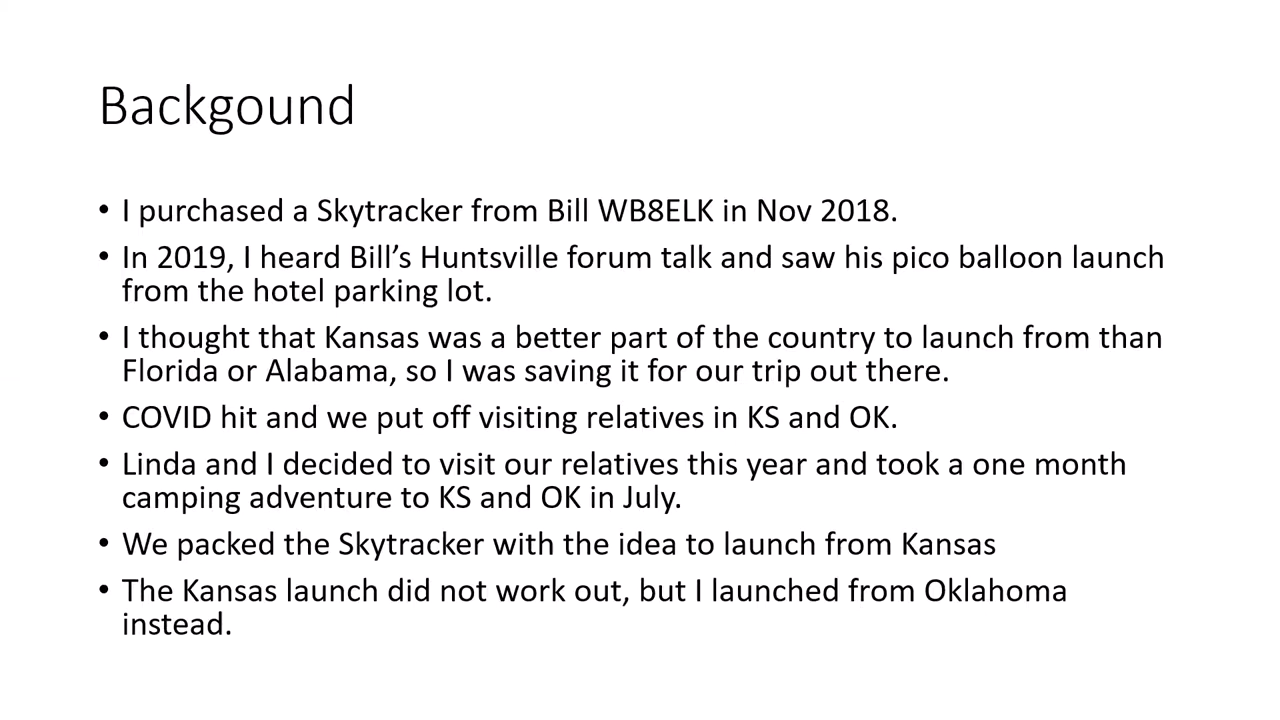 Backgound
• I purchased a Skytracker from Bill WB8ELK in Nov 2018.
• In 2019, I heard Bill’s Huntsville forum talk and saw his pico balloon launch
from the hotel parking lot.
• I thought that Kansas was a better part of the country to launch from than
Florida or Alabama, so I was saving it for our trip out there.
• COVID hit and we put off visiting relatives in KS and OK.
• Linda and I decided to visit our relatives this year and took a one month
camping adventure to KS and OK in July.
• We packed the Skytracker with the idea to launch from Kansas
• The Kansas launch did not work out, but I launched from Oklahoma
instead.